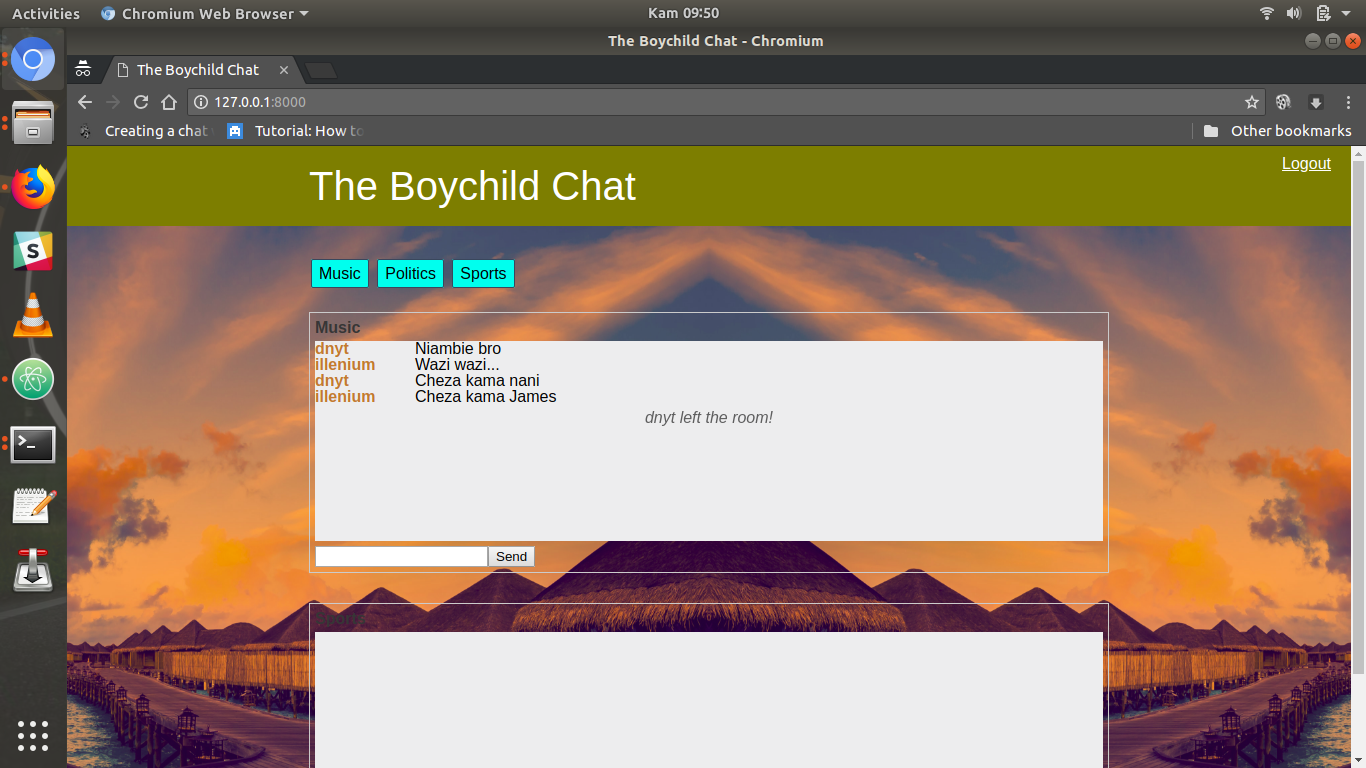 Activities Chromium Web Browser Kam 09:50
The Boychild Chat - Chromium
The Boychild Chat
127.0.0.1:8000
Creating a chat Tutorial: How to Other bookmarks
Logout
The Boychild Chat
Music Politics Sports
Music
dnyt Niambie bro
illenium Wazi wazi...
dnyt Cheza kama nani
illenium Cheza kama James
dnyt left the room!
Send
Sports